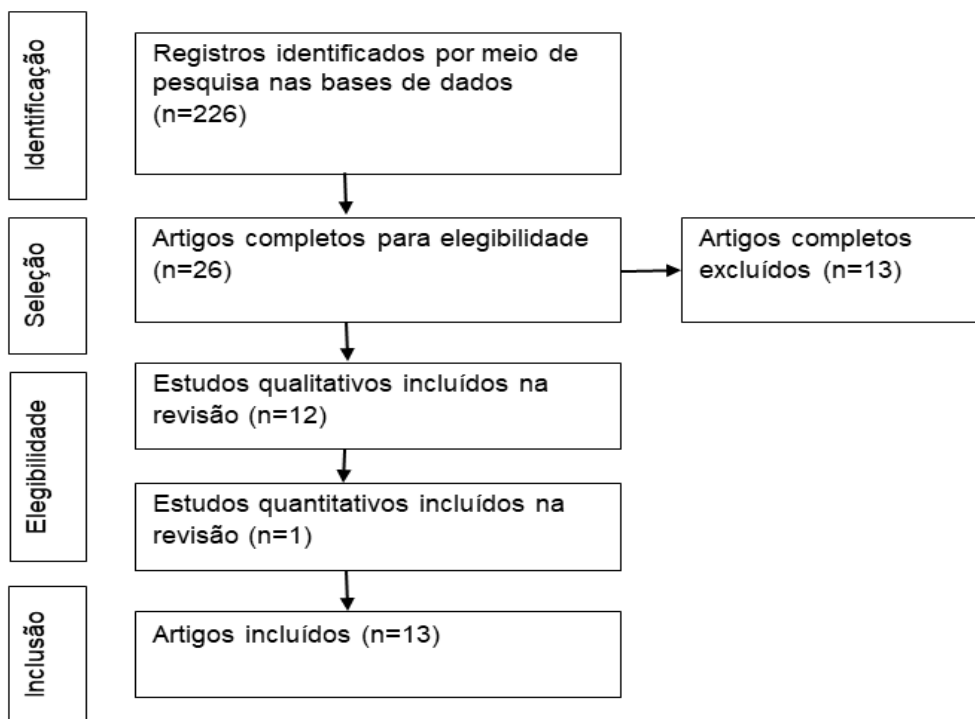 Identificação
Registros identificados por meio de
pesquisa nas bases de dados
(n=226)
Seleção
Artigos completos para elegibilidade
(n=26)
Artigos completos
excluídos (n=13)
Elegibilidade
Estudos qualitativos incluídos na
revisão (n=12)
Estudos quantitativos incluídos na
revisão (n=1)
Inclusão
Artigos incluídos (n=13)